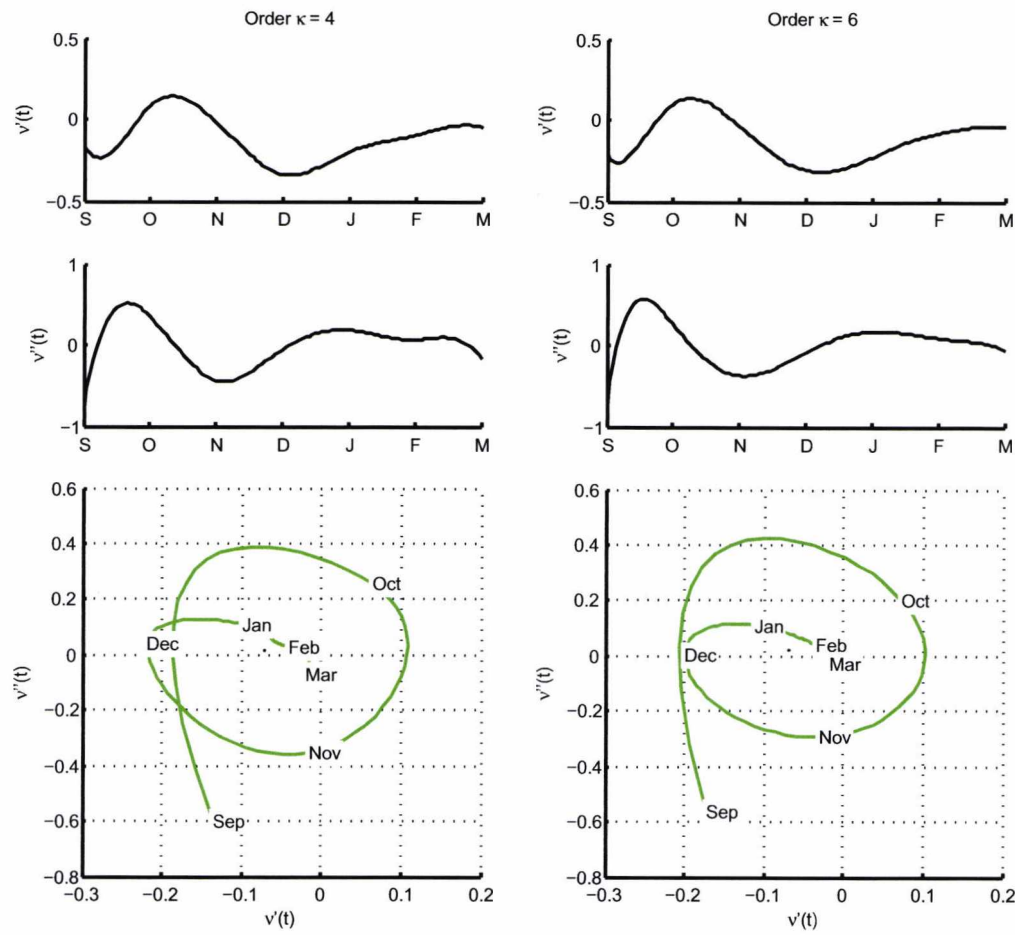 Order κ = 4
0.5
0
−0.5
ν'(t)
S O N D J F M
1
0
−1
ν''(t)
S O N D J F M
0.6
0.4
0.2
0
−0.2
−0.4
−0.6
−0.8
ν''(t)
Oct
Jan
Dec
Feb
Mar
Nov
Sep
−0.3 −0.2 −0.1 0 0.1 0.2
ν'(t)
Order κ = 6
0.5
0
−0.5
ν'(t)
S O N D J F M
1
0
−1
ν''(t)
S O N D J F M
0.6
0.4
0.2
0
−0.2
−0.4
−0.6
−0.8
ν''(t)
Oct
Jan
Feb
Dec
Mar
Nov
Sep
−0.3 −0.2 −0.1 0 0.1 0.2
ν'(t)